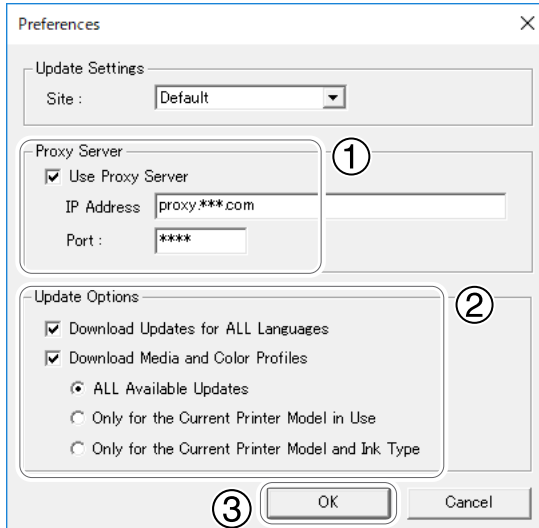 Preferences
Update Settings
Site : Default
Proxy Server ①
Use Proxy Server
IP Address proxy.***.com
Port : ****
Update Options ②
Download Updates for ALL Languages
Download Media and Color Profiles
ALL Available Updates
Only for the Current Printer Model in Use
Only for the Current Printer Model and Ink Type
③ OK Cancel